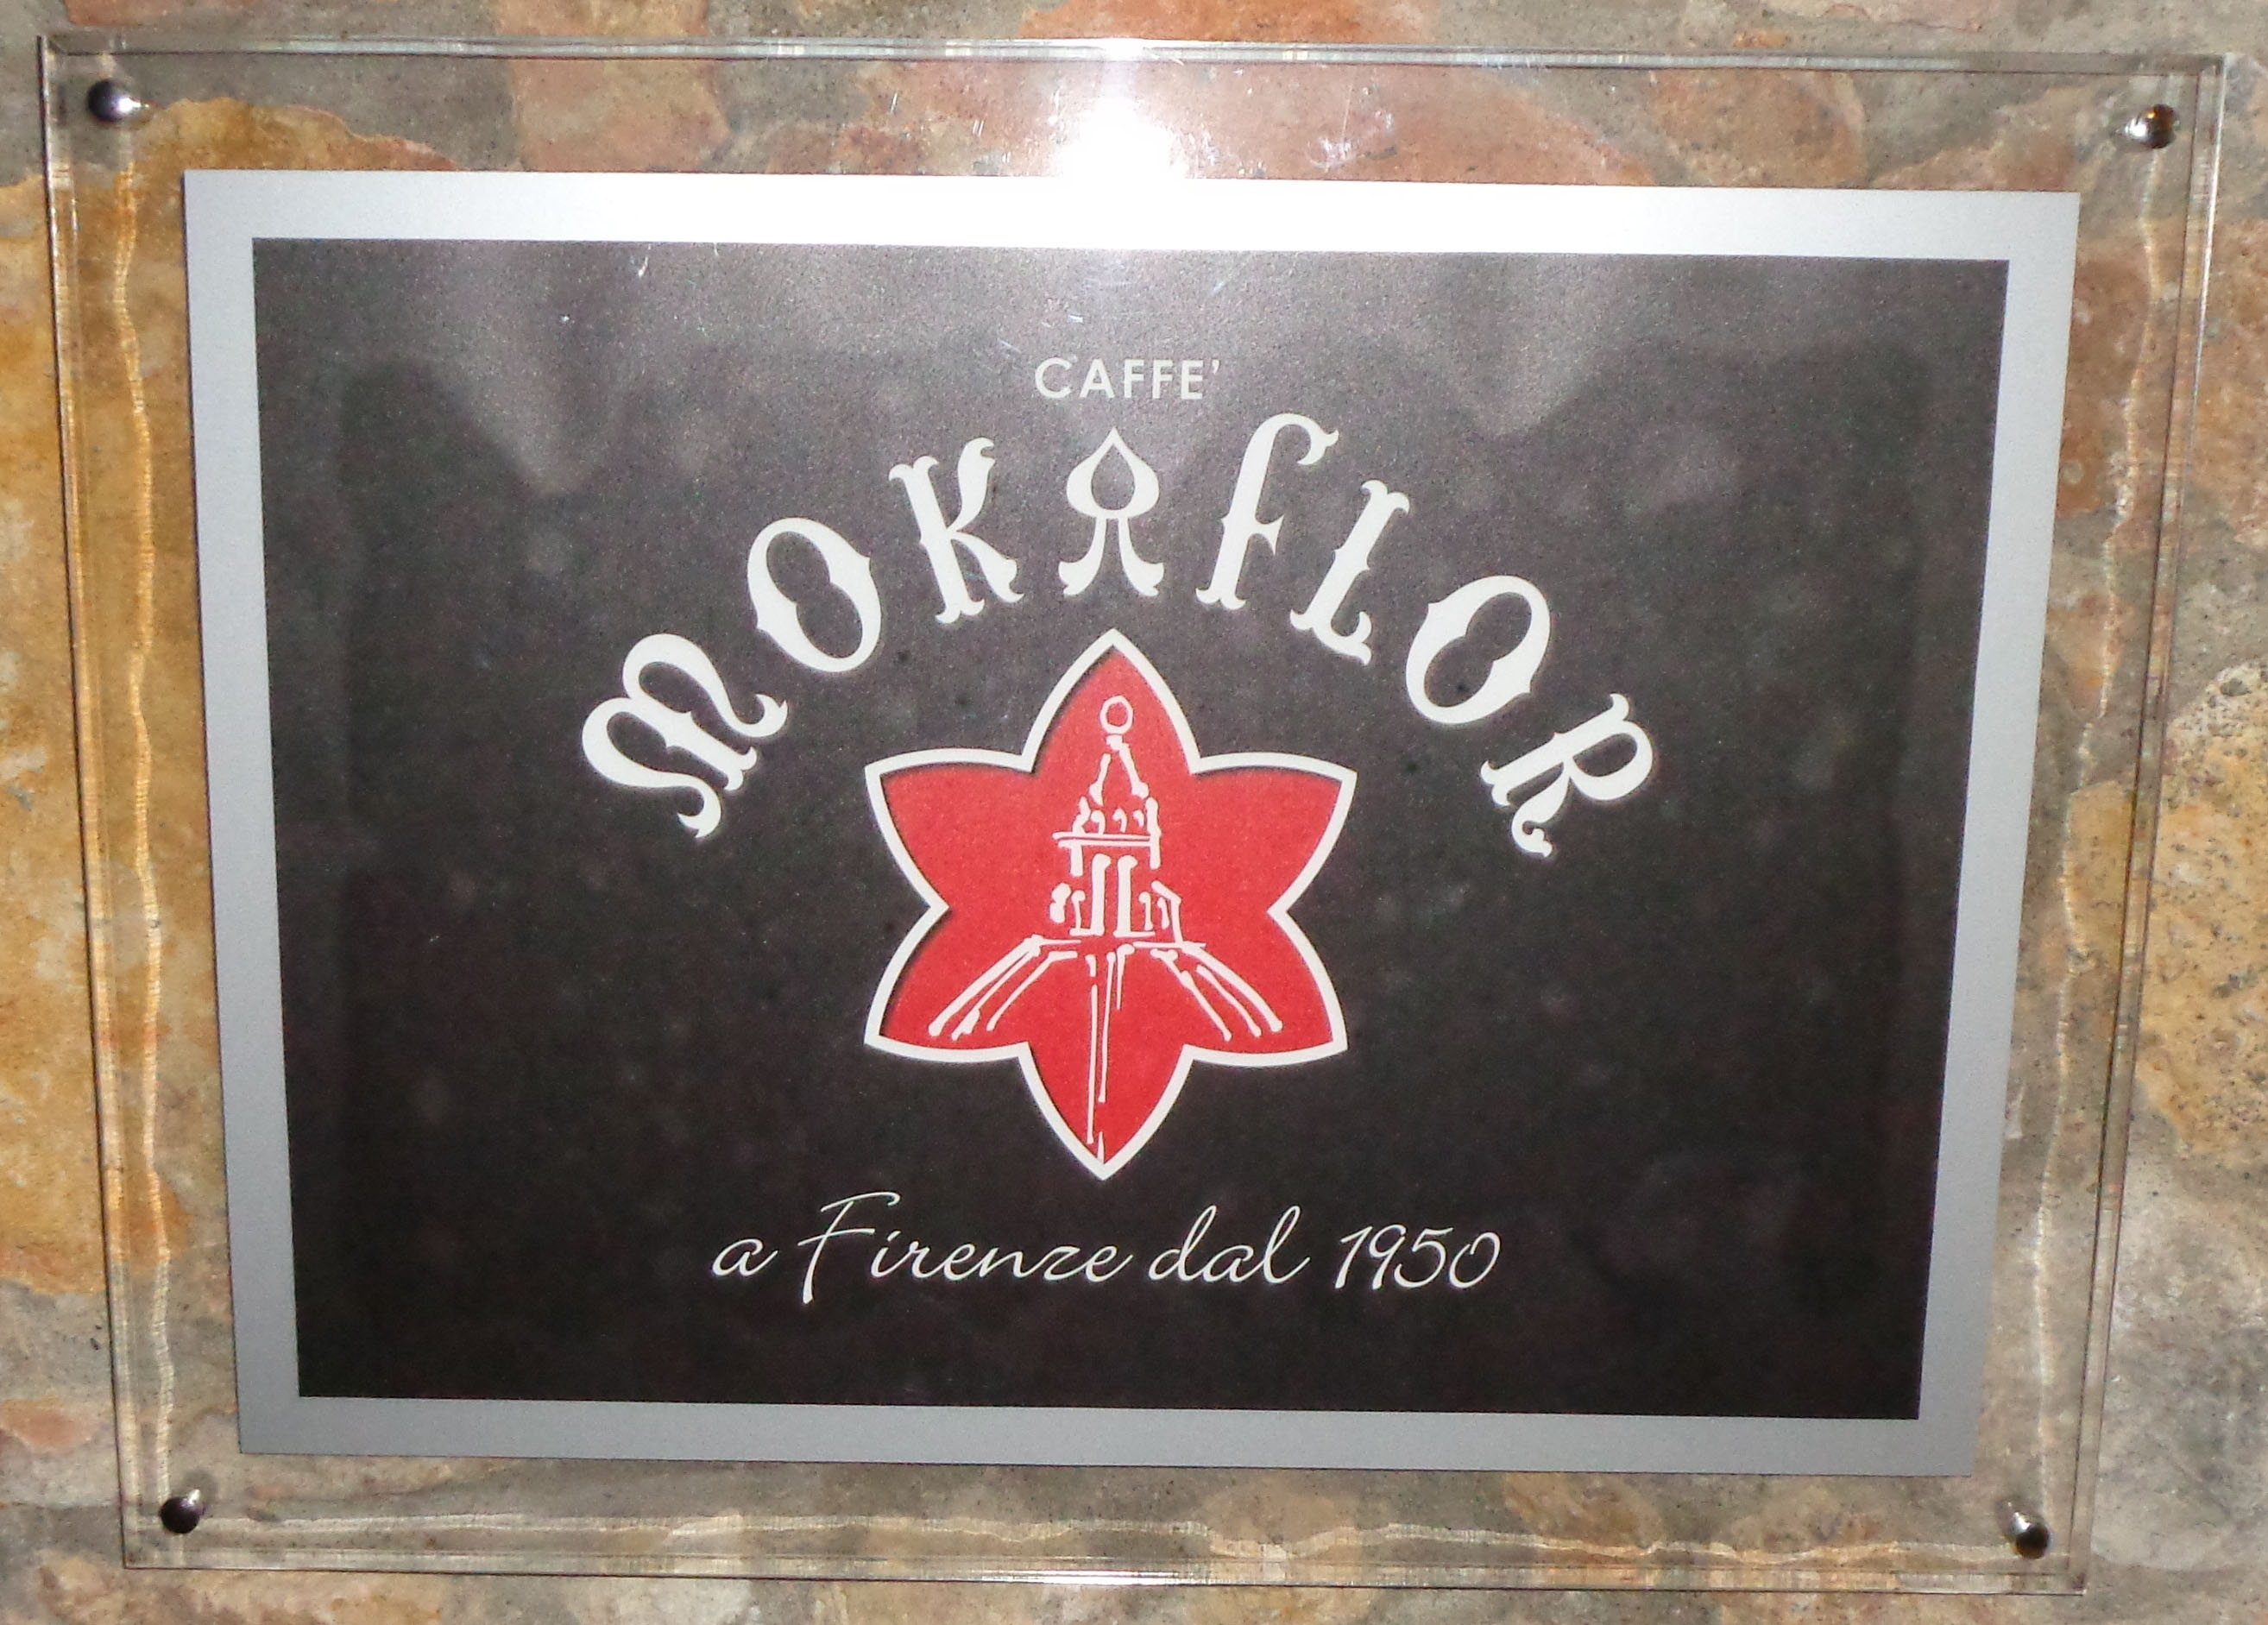 CAFFE'
MOKAFLOR
a Firenze dal 1950